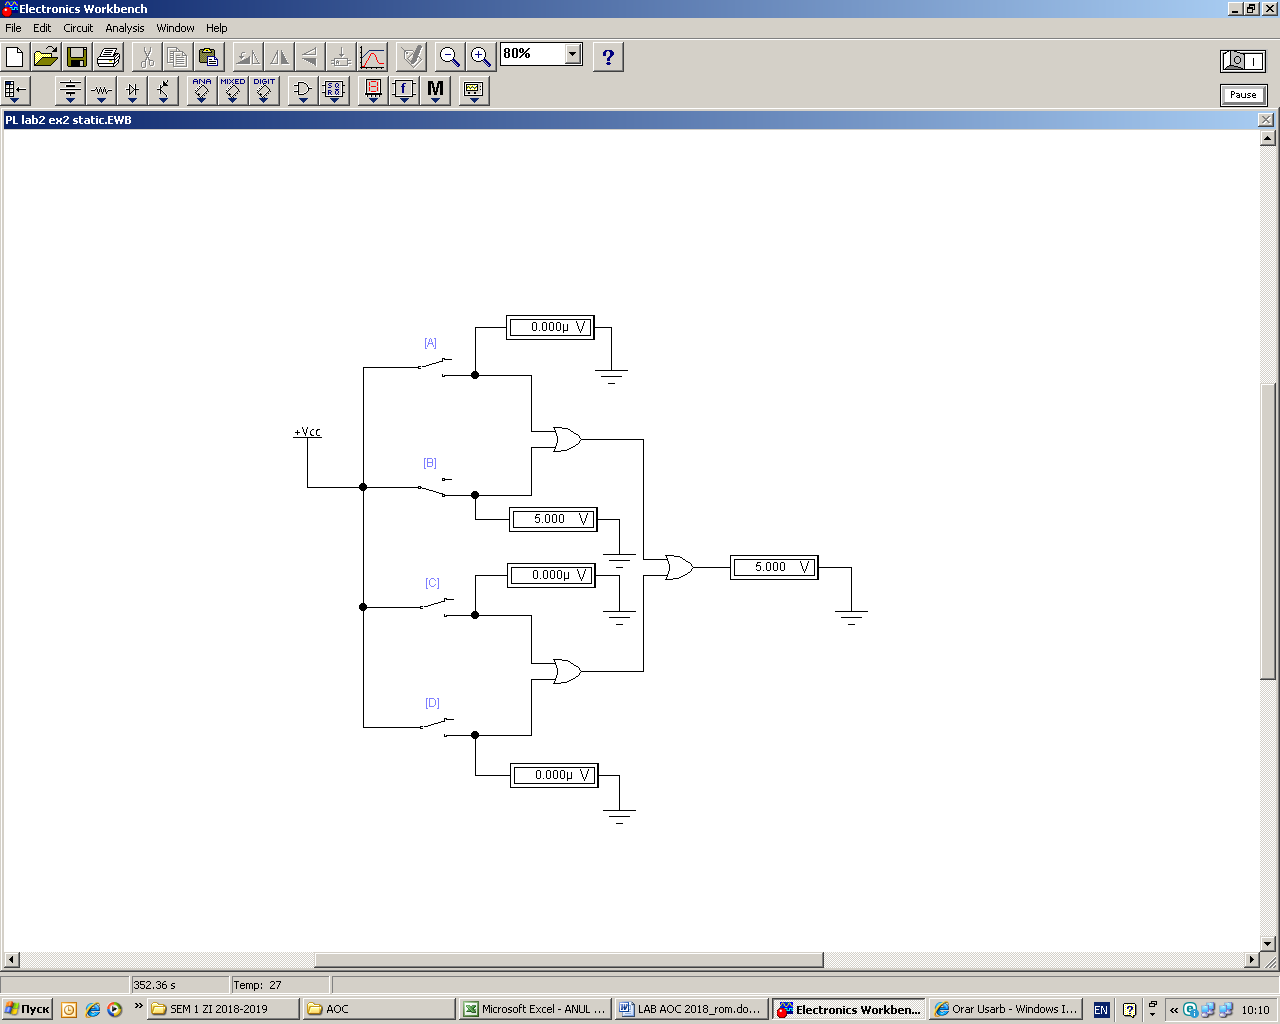 Electronics Workbench
File Edit Circuit Analysis Window Help
80%
?
ANA MIXED DIGIT
f M
I
Pause
PL lab2 ex2 static.EWB
0.000µ V
[A]
+Vcc
[B]
5.000 V
0.000µ V
5.000 V
[C]
[D]
0.000µ V
352.36 s Temp: 27
Пуск » SEM 1 ZI 2018-2019 AOC Microsoft Excel - ANUL ... LAB AOC 2018_rom.do... Electronics Workben... Orar Usarb - Windows I... EN ? « 10:10